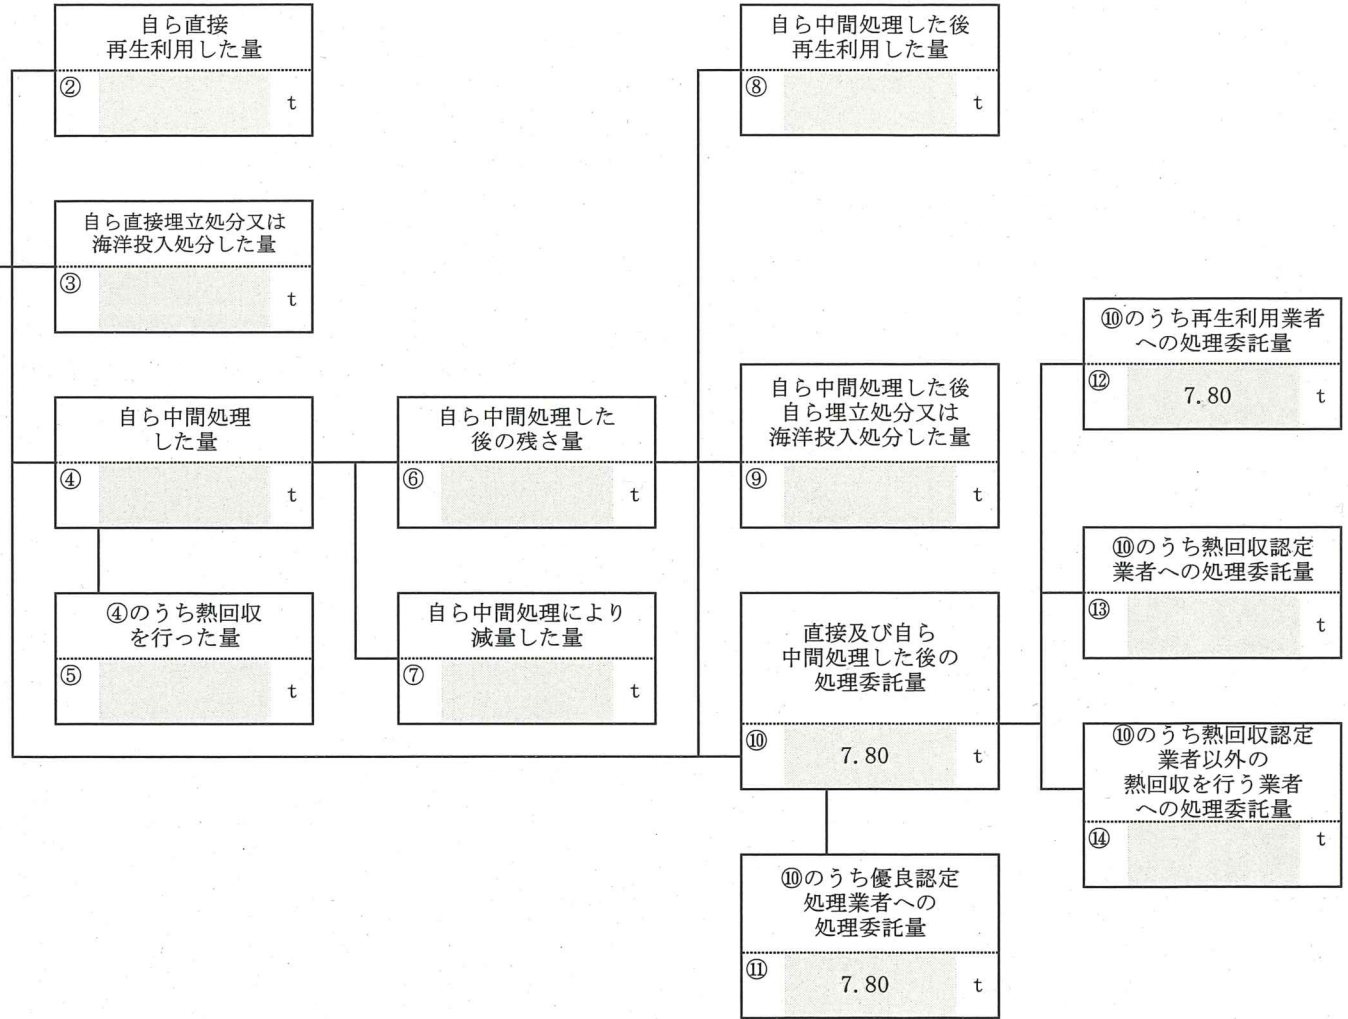 自ら直接
再生利用した量
②
t
自ら直接埋立処分又は
海洋投入処分した量
③
t
自ら中間処理
した量
④
t
④のうち熱回収
を行った量
⑤
t
自ら中間処理した
後の残さ量
⑥
t
自ら中間処理により
減量した量
⑦
t
自ら中間処理した後
再生利用した量
⑧
t
自ら中間処理した後
自ら埋立処分又は
海洋投入処分した量
⑨
t
直接及び自ら
中間処理した後の
処理委託量
⑩ 7.80 t
⑩のうち優良認定
処理業者への
処理委託量
⑪ 7.80 t
⑩のうち再生利用業者
への処理委託量
⑫ 7.80 t
⑩のうち熱回収認定
業者への処理委託量
⑬
t
⑩のうち熱回収認定
業者以外の
熱回収を行う業者
への処理委託量
⑭
t